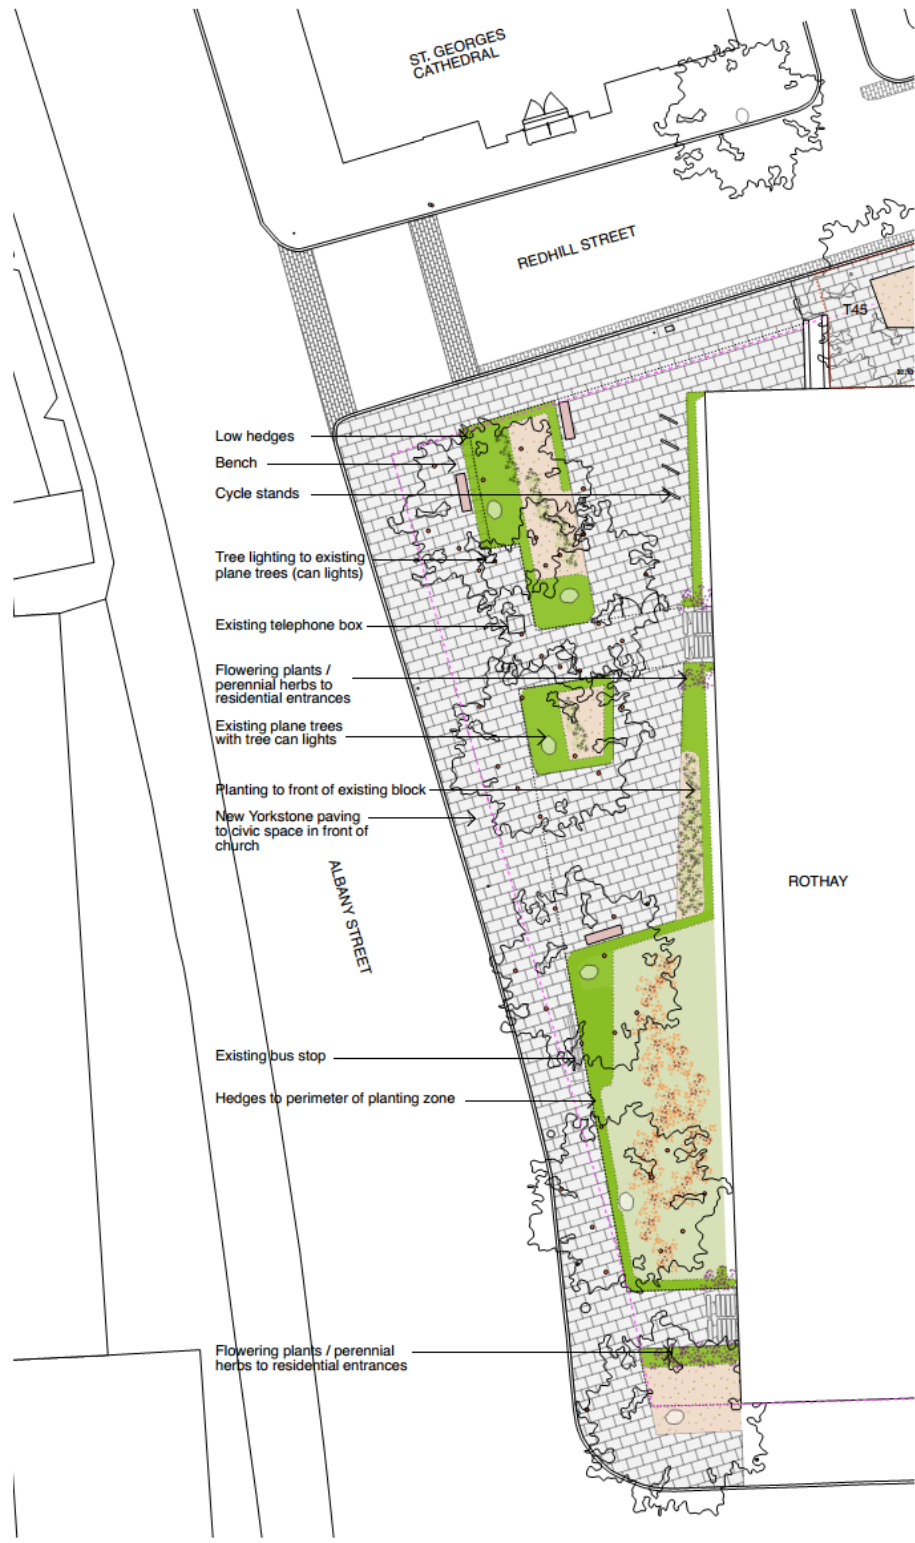 ST. GEORGES
CATHEDRAL
REDHILL STREET
T45
Low hedges
Bench
Cycle stands
Tree lighting to existing
plane trees (can lights)
Existing telephone box
Flowering plants /
perennial herbs to
residential entrances
Existing plane trees
with tree can lights
Planting to front of existing block
New Yorkstone paving
to civic space in front of
church
ROTHAY
ALBANY STREET
Existing bus stop
Hedges to perimeter of planting zone
Flowering plants / perennial
herbs to residential entrances